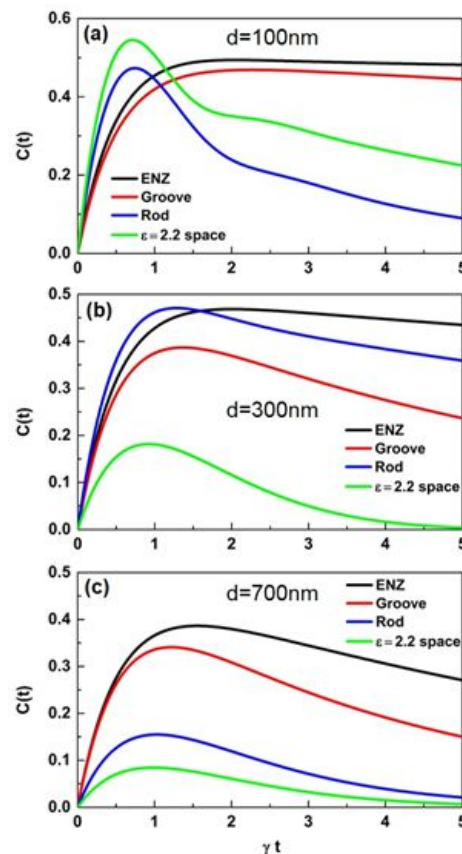 (a)
d=100nm
C(t)
0.6
0.4
0.2
0.0
ENZ
Groove
Rod
ε=2.2 space
0 1 2 3 4 5
(b)
d=300nm
C(t)
0.5
0.4
0.3
0.2
0.1
0.0
ENZ
Groove
Rod
ε=2.2 space
0 1 2 3 4 5
(c)
d=700nm
C(t)
0.5
0.4
0.3
0.2
0.1
0.0
ENZ
Groove
Rod
ε=2.2 space
0 1 2 3 4 5
γ t